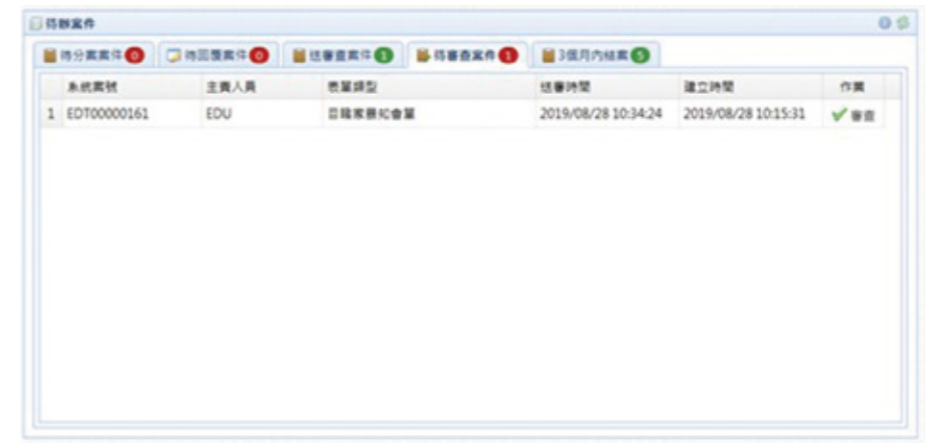 待辦案件
待分案案件 0 待回覆案件 0 送審查案件 1 待審查案件 1 3個月內結案 5
系統案號 主責人員 表單類型 送審時間 建立時間 作業
1 EDT00000161 EDU 目睹家暴知會單 2019/08/28 10:34:24 2019/08/28 10:15:31 審查